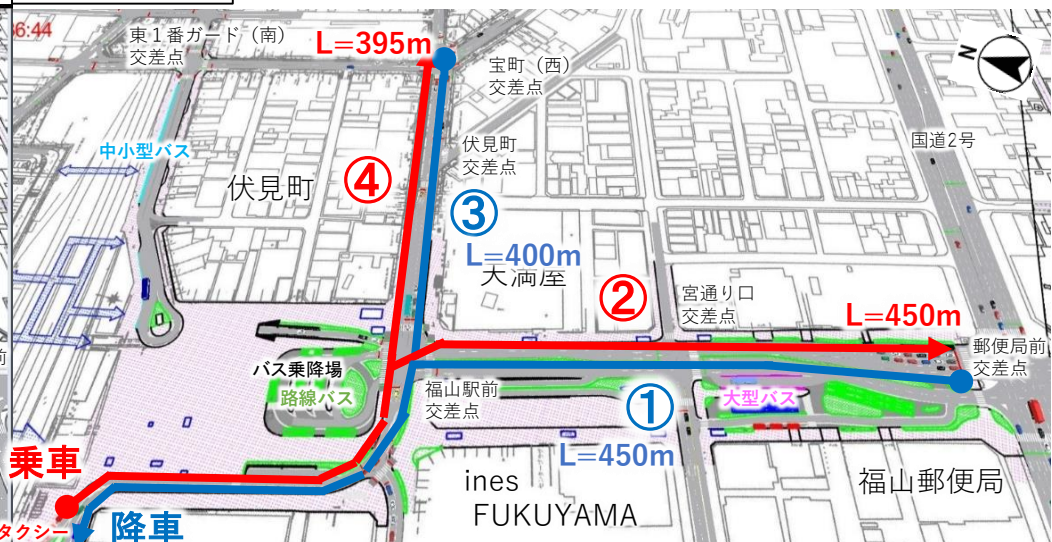 6:44
東1番ガード（南）
交差点
L=395m
宝町（西）
交差点
N
国道2号
中小型バス
伏見町
④
伏見町
交差点
③
L=400m
天満屋
②
宮通り口
交差点
L=450m
郵便局前
交差点
前
バス乗降場
路線バス
福山駅前
交差点
①
大型バス
L=450m
乗車
ines
FUKUYAMA
福山郵便局
タクシー
降車